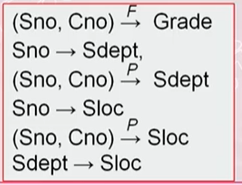 (Sno, Cno) F→ Grade
Sno → Sdept,
(Sno, Cno) P→ Sdept
Sno → Sloc
(Sno, Cno) P→ Sloc
Sdept → Sloc